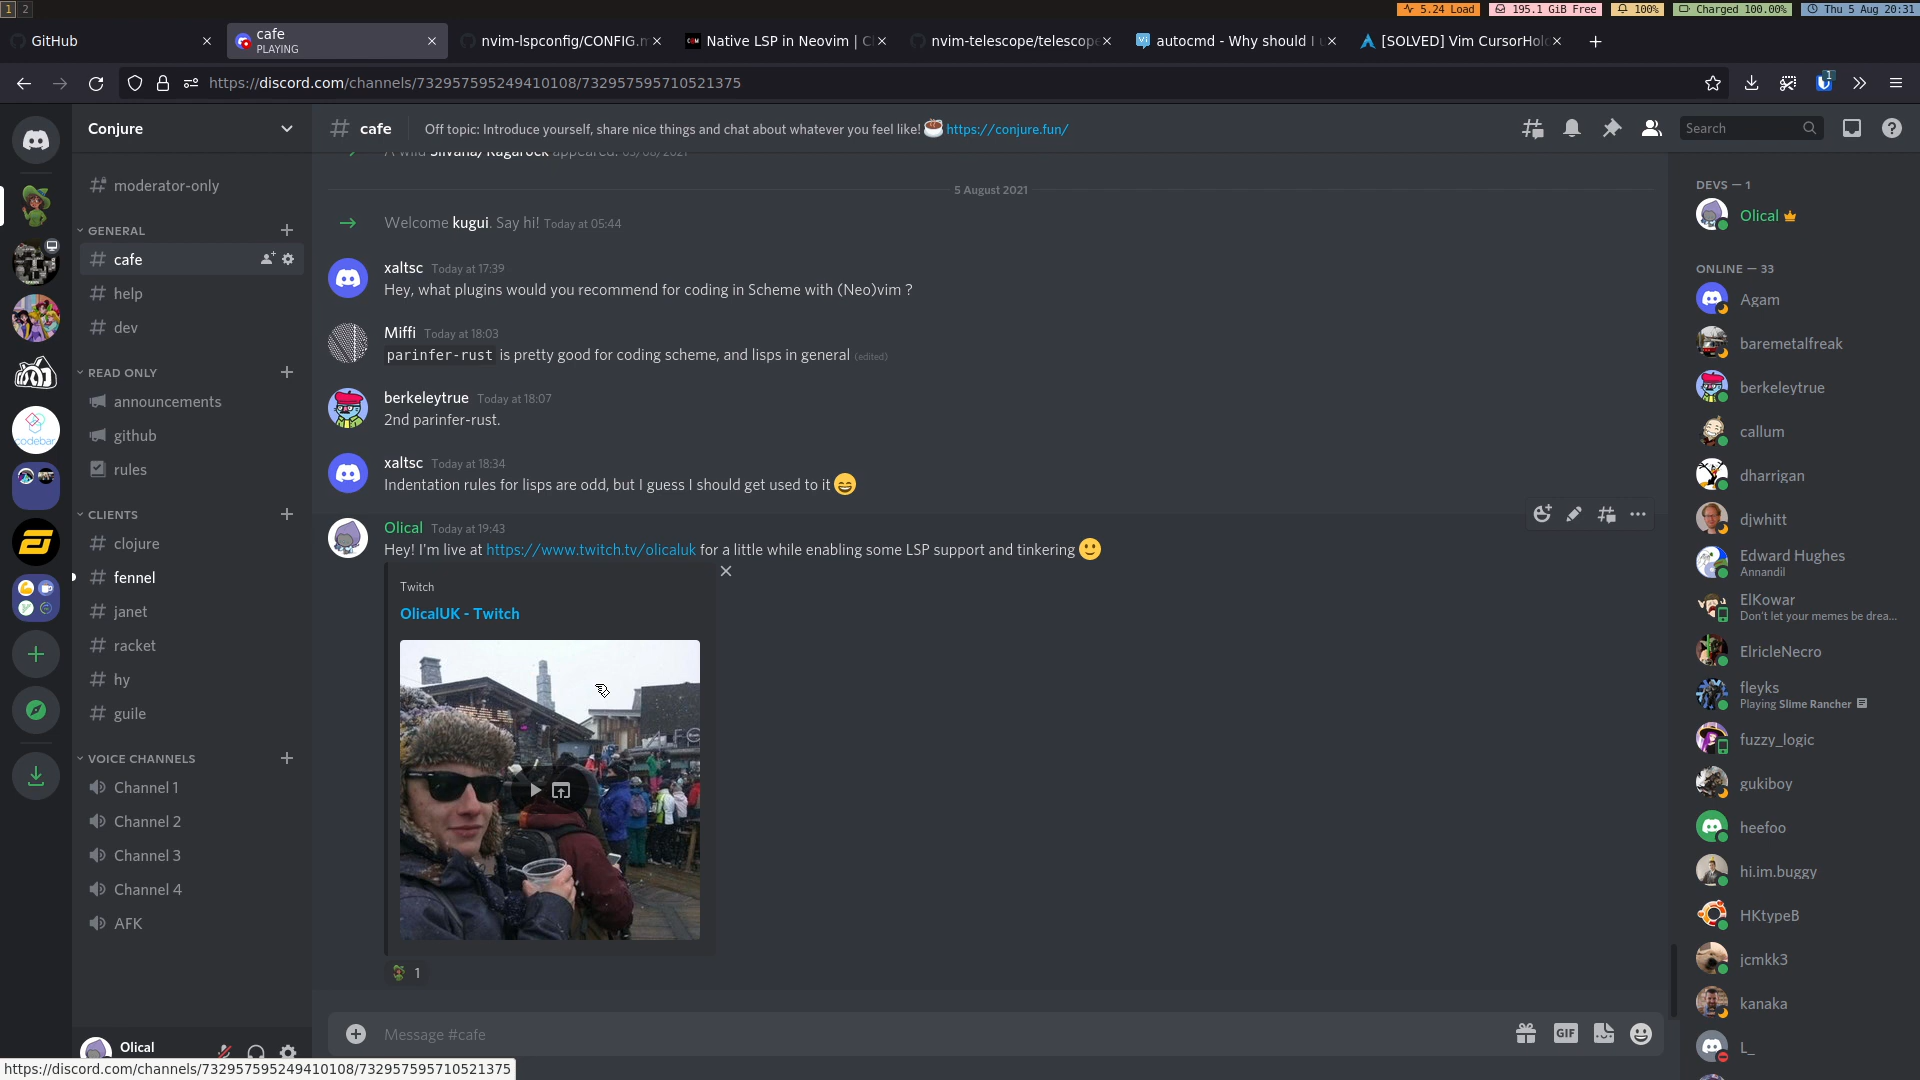 1 2
5.24 Load
195.1 GiB Free
100%
Charged 100.00%
Thu 5 Aug 20:31
GitHub
cafe
PLAYING
nvim-lspconfig/CONFIG.m
Native LSP in Neovim | C
nvim-telescope/telescope
autocmd - Why should I u
[SOLVED] Vim CursorHol
https://discord.com/channels/732957595249410108/732957595710521375
1
Conjure
cafe
Off topic: Introduce yourself, share nice things and chat about whatever you feel like! https://conjure.fun/
Search
moderator-only
GENERAL
cafe
help
dev
READ ONLY
announcements
github
rules
CLIENTS
clojure
fennel
janet
racket
hy
guile
VOICE CHANNELS
Channel 1
Channel 2
Channel 3
Channel 4
AFK
Olical
codebar
A wild Silvana/ Ragarock appeared. 03/08/2021
5 August 2021
Welcome kugui. Say hi! Today at 05:44
xaltsc Today at 17:39
Hey, what plugins would you recommend for coding in Scheme with (Neo)vim ?
Miffi Today at 18:03
parinfer-rust is pretty good for coding scheme, and lisps in general (edited)
berkeleytrue Today at 18:07
2nd parinfer-rust.
xaltsc Today at 18:34
Indentation rules for lisps are odd, but I guess I should get used to it
Olical Today at 19:43
Hey! I'm live at https://www.twitch.tv/olicaluk for a little while enabling some LSP support and tinkering
Twitch
OlicalUK - Twitch
1
Message #cafe
GIF
DEVS — 1
Olical
ONLINE — 33
Agam
baremetalfreak
berkeleytrue
callum
dharrigan
djwhitt
Edward Hughes
Annandil
ElKowar
Don't let your memes be drea...
ElricleNecro
fleyks
Playing Slime Rancher
fuzzy_logic
gukiboy
heefoo
hi.im.buggy
HKtypeB
jcmkk3
kanaka
L_
https://discord.com/channels/732957595249410108/732957595710521375